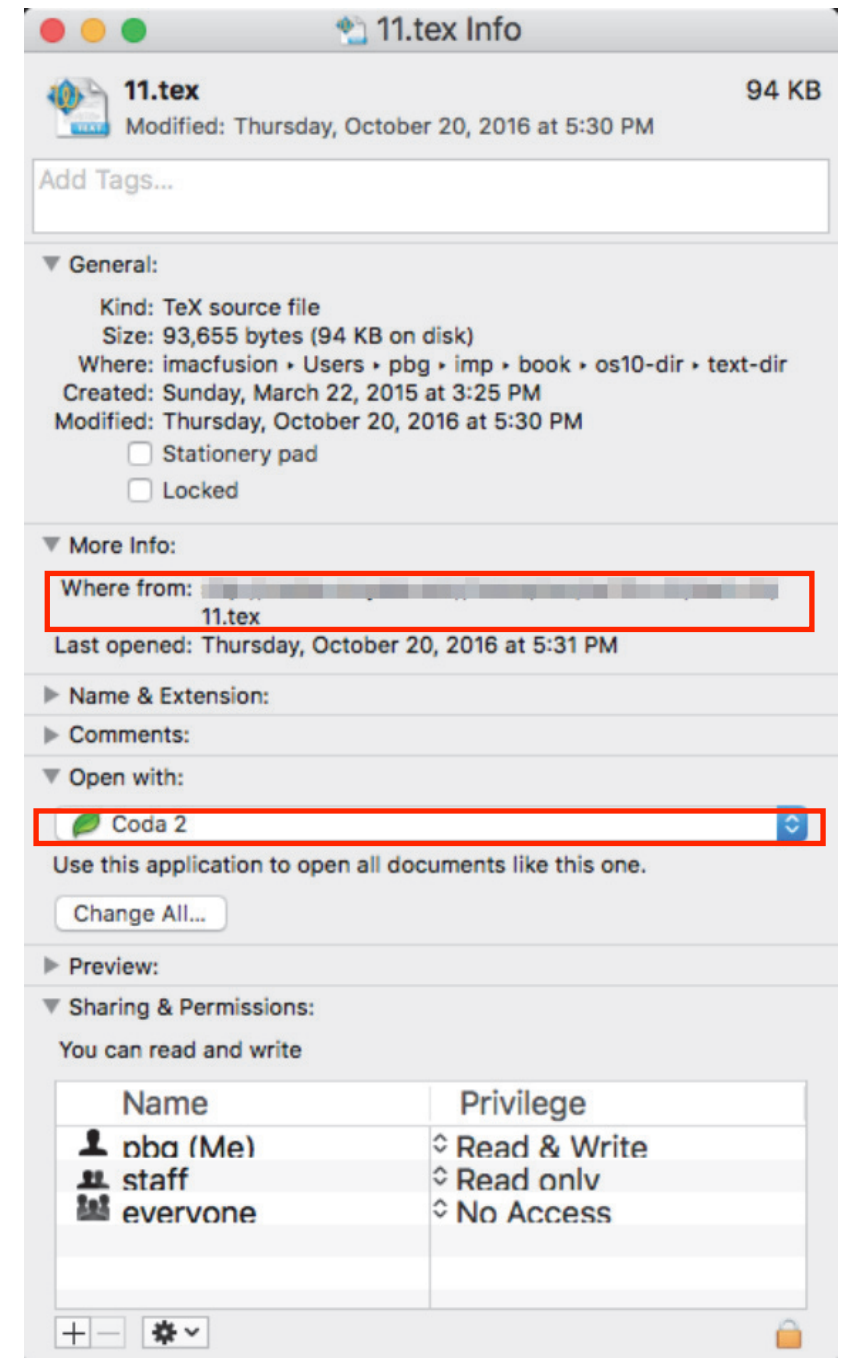 11.tex Info
11.tex 94 KB
Modified: Thursday, October 20, 2016 at 5:30 PM
Add Tags...
General:
Kind: TeX source file
Size: 93,655 bytes (94 KB on disk)
Where: imacfusion ▸ Users ▸ pbg ▸ imp ▸ book ▸ os10-dir ▸ text-dir
Created: Sunday, March 22, 2015 at 3:25 PM
Modified: Thursday, October 20, 2016 at 5:30 PM
Stationery pad
Locked
More Info:
Where from:
11.tex
Last opened: Thursday, October 20, 2016 at 5:31 PM
Name & Extension:
Comments:
Open with:
Coda 2
Use this application to open all documents like this one.
Change All...
Preview:
Sharing & Permissions:
You can read and write
Name Privilege
pbg (Me) Read & Write
staff Read only
everyone No Access